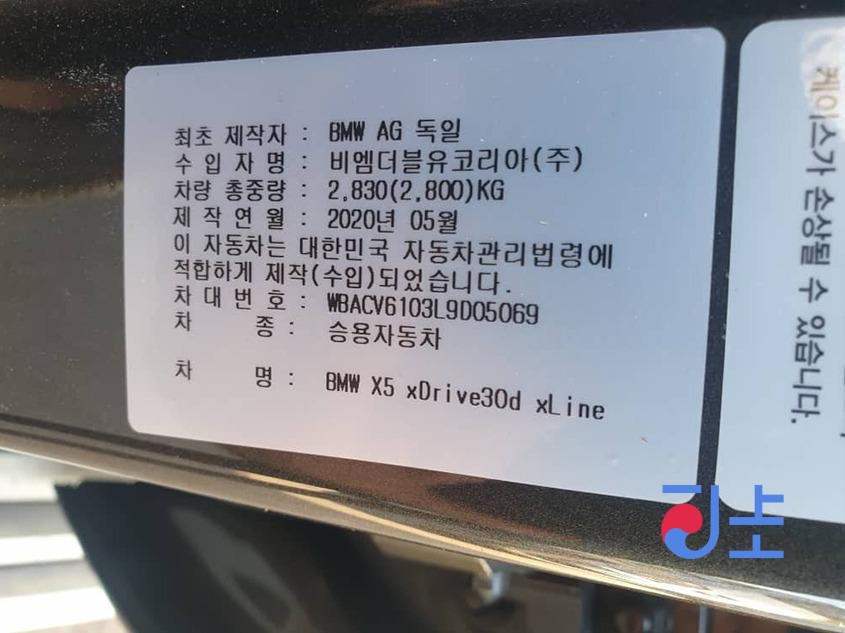 최초 제작자 : BMW AG 독일
수 입 자 명 : 비엠더블유코리아(주)
차량 총중량 : 2,830(2,800)KG
제 작 연 월 : 2020년 05월
이 자동차는 대한민국 자동차관리법령에
적합하게 제작(수입)되었습니다.
차 대 번 호 : WBACV6103L9D05069
차 종 : 승용자동차
차 명 : BMW X5 xDrive30d xLine
케이스가 손상될 수 있습니다.